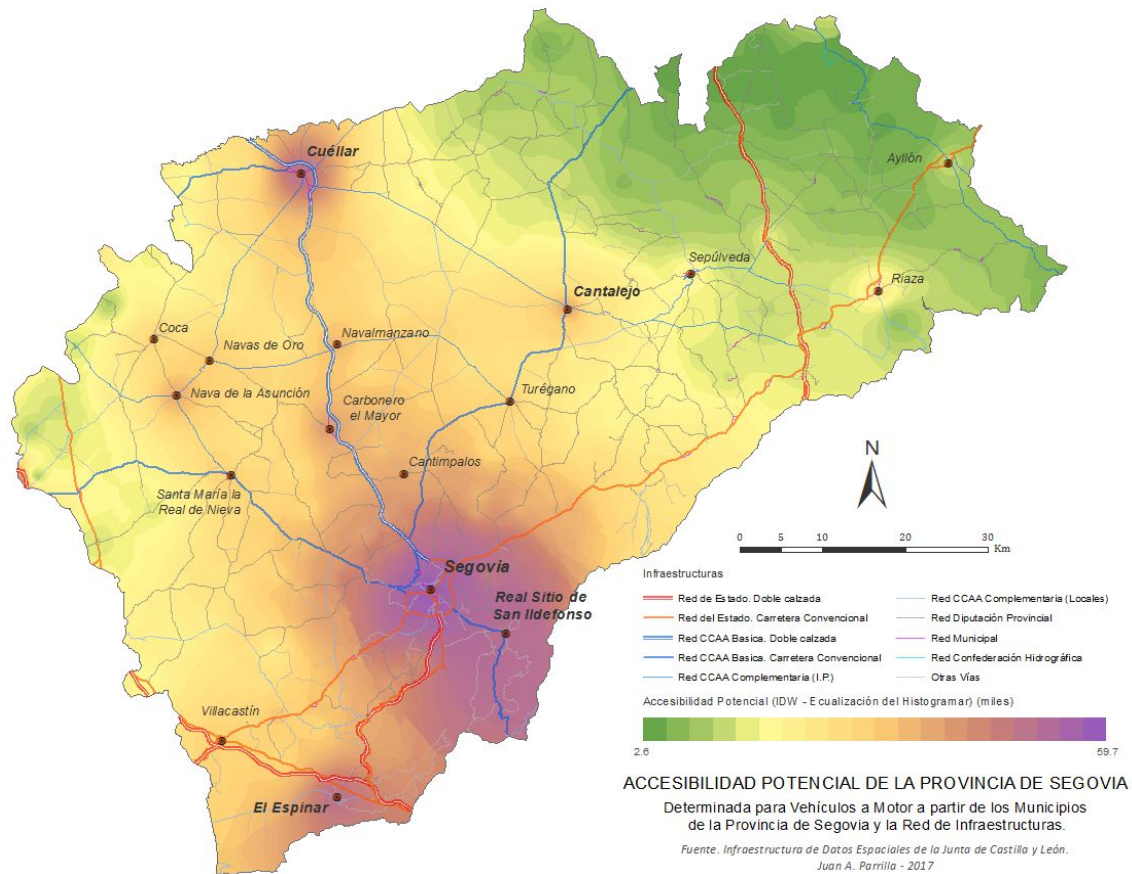 Cuéllar
Ayllón
Sepúlveda
Riaza
Cantalejo
Coca
Navas de Oro
Navalmanzano
Nava de la Asunción
Carbonero
el Mayor
Turégano
Cantimpalos
Santa María la
Real de Nieva
Segovia
Real Sitio de
San Ildefonso
Villacastín
El Espinar
N
0 5 10 20 30
Km
Infraestructuras
Red de Estado. Doble calzada
Red del Estado. Carretera Convencional
Red CCAA Basica. Doble calzada
Red CCAA Basica. Carretera Convencional
Red CCAA Complementaria (I.P.)
Red CCAA Complementaria (Locales)
Red Diputación Provincial
Red Municipal
Red Confederación Hidrográfica
Otras Vías
Accesibilidad Potencial (IDW - Ecualización del Histogramar) (miles)
2.6 59.7
ACCESIBILIDAD POTENCIAL DE LA PROVINCIA DE SEGOVIA
Determinada para Vehículos a Motor a partir de los Municipios
de la Provincia de Segovia y la Red de Infraestructuras.
Fuente. Infraestructura de Datos Espaciales de la Junta de Castilla y León.
Juan A. Parrilla - 2017